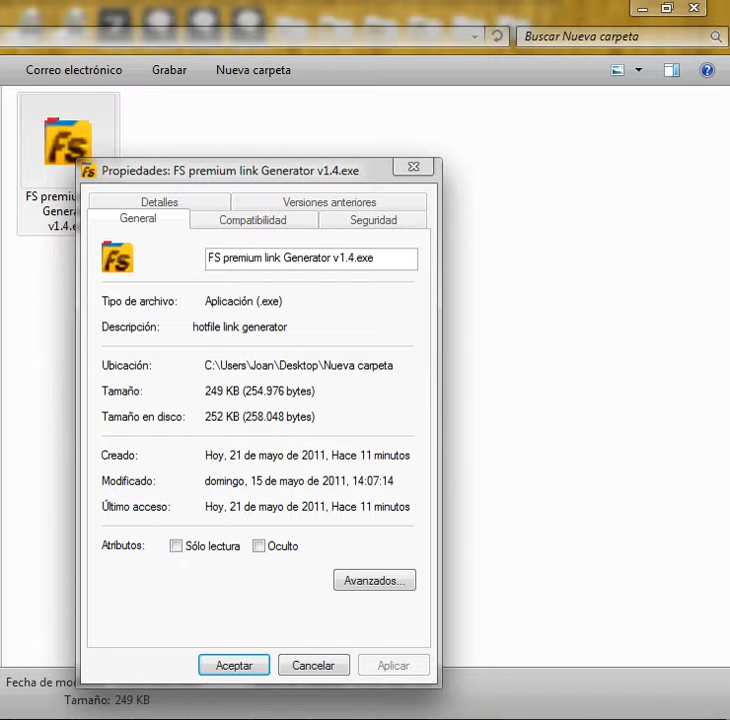 Buscar Nueva carpeta
Correo electrónico Grabar Nueva carpeta
Fs
FS premiu
Gener
v1.4.e
Fs Propiedades: FS premium link Generator v1.4.exe
Detalles Versiones anteriores
General Compatibilidad Seguridad
Fs FS premium link Generator v1.4.exe
Tipo de archivo: Aplicación (.exe)
Descripción: hotfile link generator
Ubicación: C:\Users\Joan\Desktop\Nueva carpeta
Tamaño: 249 KB (254.976 bytes)
Tamaño en disco: 252 KB (258.048 bytes)
Creado: Hoy, 21 de mayo de 2011, Hace 11 minutos
Modificado: domingo, 15 de mayo de 2011, 14:07:14
Último acceso: Hoy, 21 de mayo de 2011, Hace 11 minutos
Atributos: Sólo lectura Oculto
Avanzados...
Aceptar Cancelar Aplicar
Fecha de mo
Tamaño: 249 KB